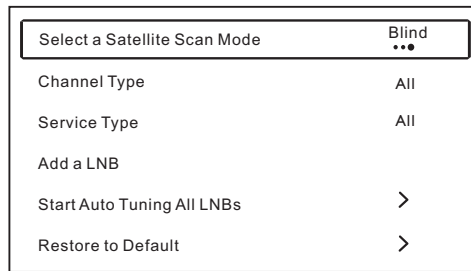 Select a Satellite Scan Mode Blind
Channel Type All
Service Type All
Add a LNB
Start Auto Tuning All LNBs >
Restore to Default >